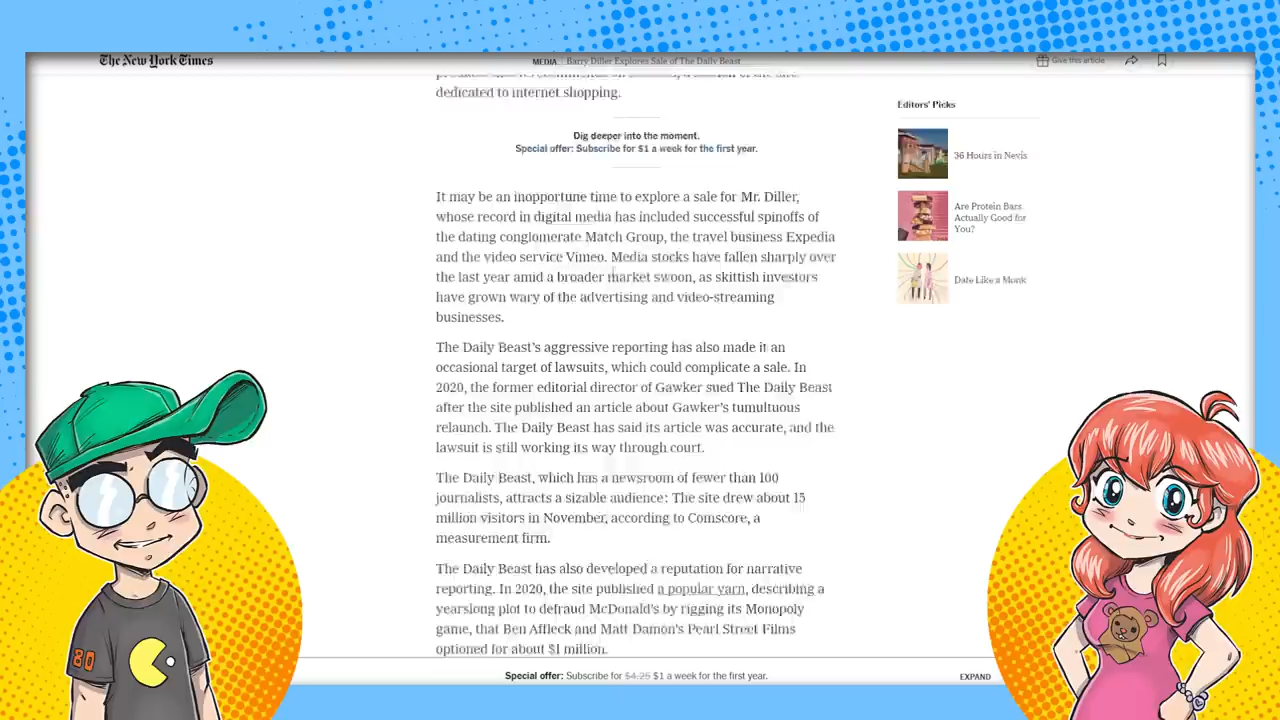 The New York Times
MEDIA | Barry Diller Explores Sale of The Daily Beast
Give this article
dedicated to internet shopping.
Dig deeper into the moment.
Special offer: Subscribe for $1 a week for the first year.
It may be an inopportune time to explore a sale for Mr. Diller,
whose record in digital media has included successful spinoffs of
the dating conglomerate Match Group, the travel business Expedia
and the video service Vimeo. Media stocks have fallen sharply over
the last year amid a broader market swoon, as skittish investors
have grown wary of the advertising and video-streaming
businesses.
The Daily Beast's aggressive reporting has also made it an
occasional target of lawsuits, which could complicate a sale. In
2020, the former editorial director of Gawker sued The Daily Beast
after the site published an article about Gawker's tumultuous
relaunch. The Daily Beast has said its article was accurate, and the
lawsuit is still working its way through court.
The Daily Beast, which has a newsroom of fewer than 100
journalists, attracts a sizable audience: The site drew about 15
million visitors in November, according to Comscore, a
measurement firm.
The Daily Beast has also developed a reputation for narrative
reporting. In 2020, the site published a popular yarn, describing a
yearslong plot to defraud McDonald's by rigging its Monopoly
game, that Ben Affleck and Matt Damon's Pearl Street Films
optioned for about $1 million.
Editors' Picks
36 Hours in Nevis
Are Protein Bars
Actually Good for
You?
Date Like a Monk
Special offer: Subscribe for $4.25 $1 a week for the first year.
EXPAND
80